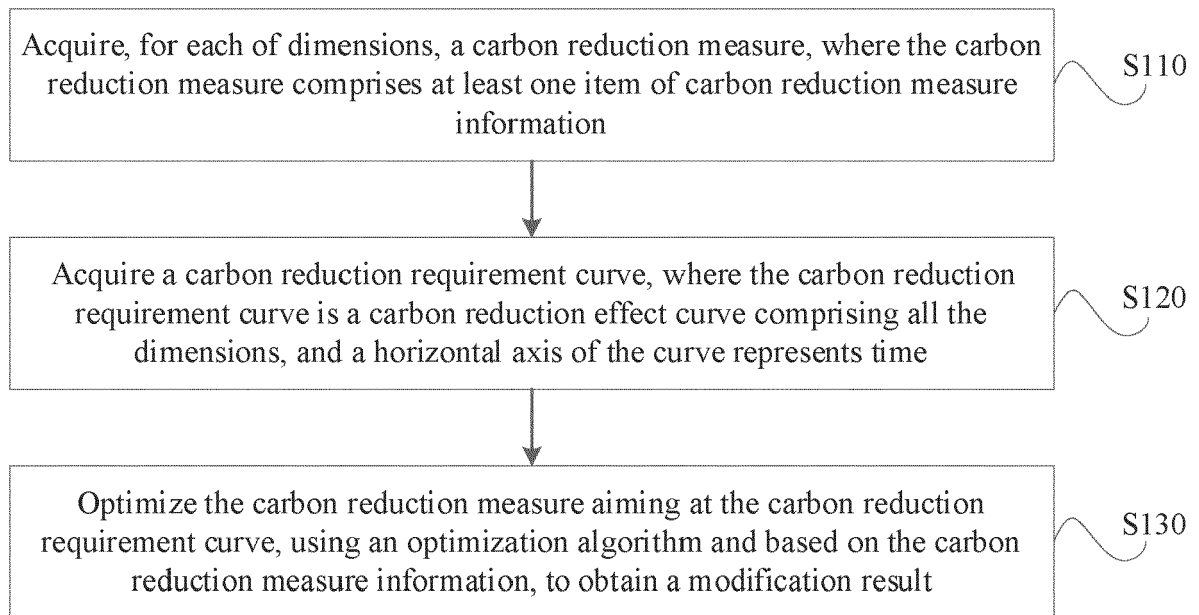 Acquire, for each of dimensions, a carbon reduction measure, where the carbon
reduction measure comprises at least one item of carbon reduction measure
information
S110
Acquire a carbon reduction requirement curve, where the carbon reduction
requirement curve is a carbon reduction effect curve comprising all the
dimensions, and a horizontal axis of the curve represents time
S120
Optimize the carbon reduction measure aiming at the carbon reduction
requirement curve, using an optimization algorithm and based on the carbon
reduction measure information, to obtain a modification result
S130